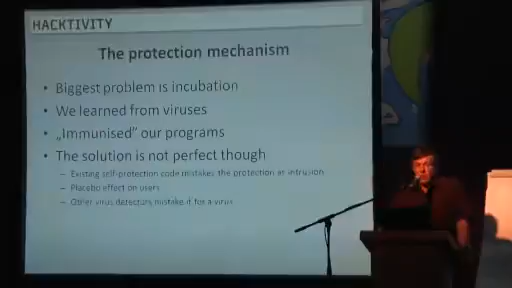 HACKTIVITY
The protection mechanism
• Biggest problem is incubation
• We learned from viruses
• „Immunised” our programs
• The solution is not perfect though
– Existing self-protection code mistakes the protection as intrusion
– Placebo effect on users
– Other virus detectors mistake it for a virus